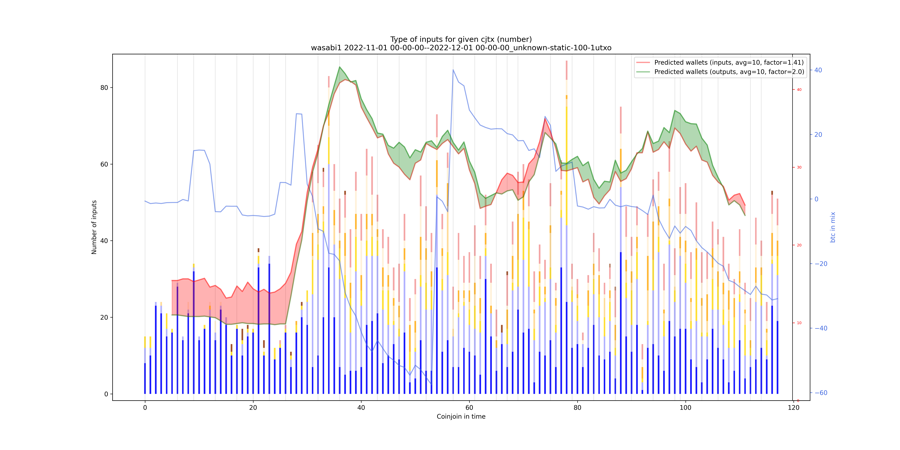 Type of inputs for given cjtx (number)
wasabi1 2022-11-01 00-00-00--2022-12-01 00-00-00_unknown-static-100-1utxo
Predicted wallets (inputs, avg=10, factor=1.41)
Predicted wallets (outputs, avg=10, factor=2.0)
Number of inputs
80
60
40
20
0
40
30
20
10
40
20
0
−20
−40
−60
btc in mix
0 20 40 60 80 100 120
Coinjoin in time